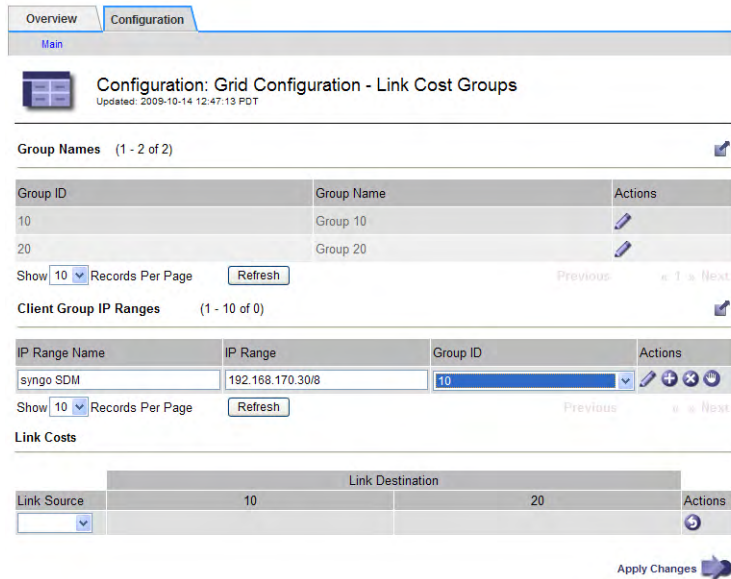 Overview Configuration
Main
Configuration: Grid Configuration - Link Cost Groups
Updated: 2009-10-14 12:47:13 PDT
Group Names (1 - 2 of 2)
Group ID Group Name Actions
10 Group 10
20 Group 20
Show 10 Records Per Page Refresh Previous « 1 » Next
Client Group IP Ranges (1 - 10 of 0)
IP Range Name IP Range Group ID Actions
syngo SDM 192.168.170.30/8 10
Show 10 Records Per Page Refresh Previous « » Next
Link Costs
Link Destination
Link Source 10 20 Actions
Apply Changes